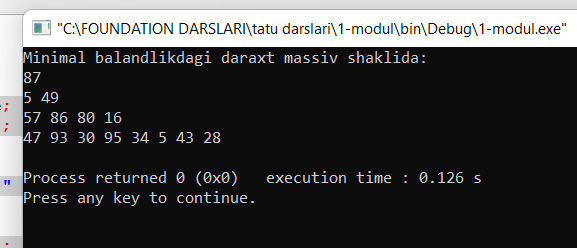 "C:\FOUNDATION DARSLARI\tatu darslari\1-modul\bin\Debug\1-modul.exe"
Minimal balandlikdagi daraxt massiv shaklida:
87
5 49
57 86 80 16
47 93 30 95 34 5 43 28
Process returned 0 (0x0)   execution time : 0.126 s
Press any key to continue.
;
;
"